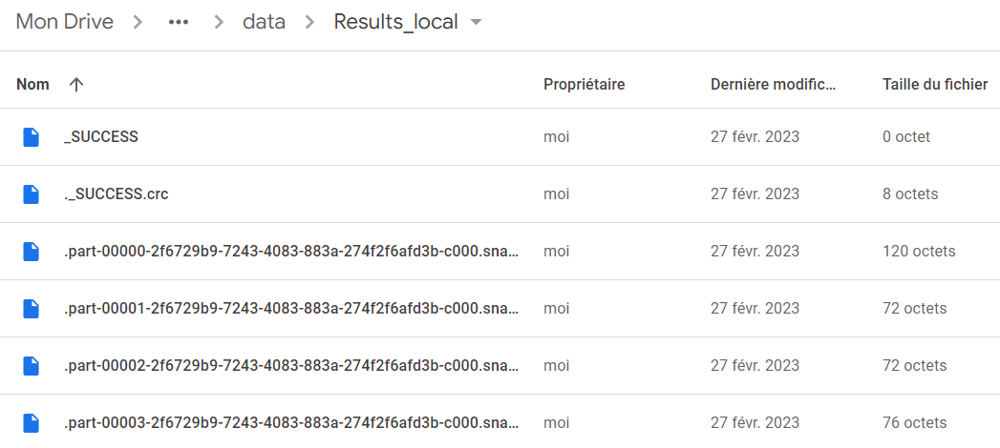 Mon Drive > ... > data > Results_local
Nom Propriétaire Dernière modific... Taille du fichier
_SUCCESS moi 27 févr. 2023 0 octet
._SUCCESS.crc moi 27 févr. 2023 8 octets
.part-00000-2f6729b9-7243-4083-883a-274f2f6afd3b-c000.sna... moi 27 févr. 2023 120 octets
.part-00001-2f6729b9-7243-4083-883a-274f2f6afd3b-c000.sna... moi 27 févr. 2023 72 octets
.part-00002-2f6729b9-7243-4083-883a-274f2f6afd3b-c000.sna... moi 27 févr. 2023 72 octets
.part-00003-2f6729b9-7243-4083-883a-274f2f6afd3b-c000.sna... moi 27 févr. 2023 76 octets